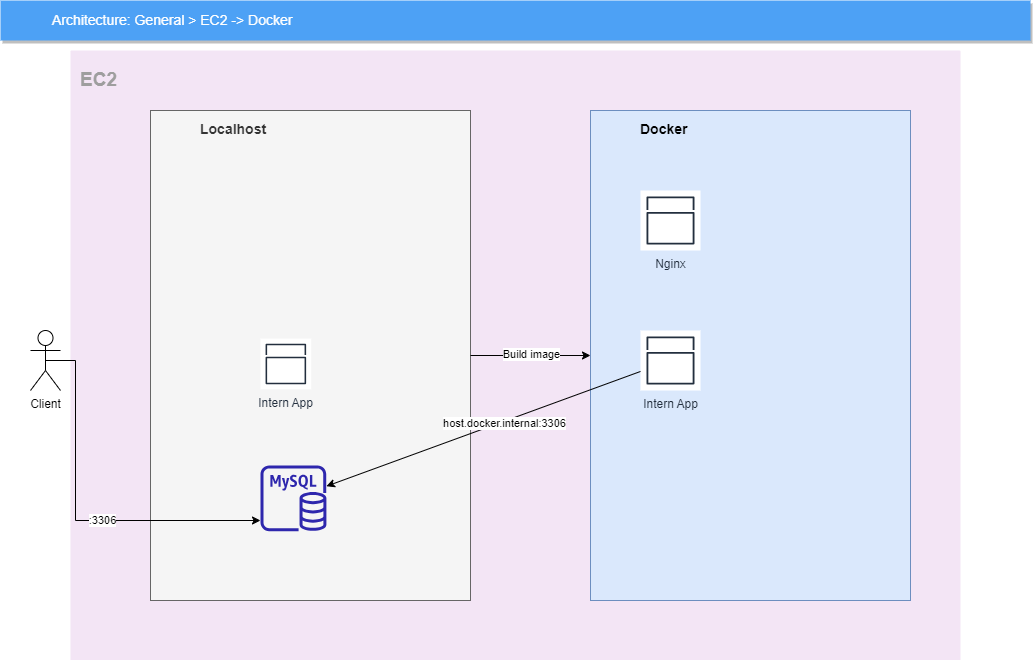 Architecture: General > EC2 -> Docker
EC2
Localhost
Docker
Nginx
Build image
Client
Intern App
Intern App
host.docker.internal:3306
MySQL
:3306